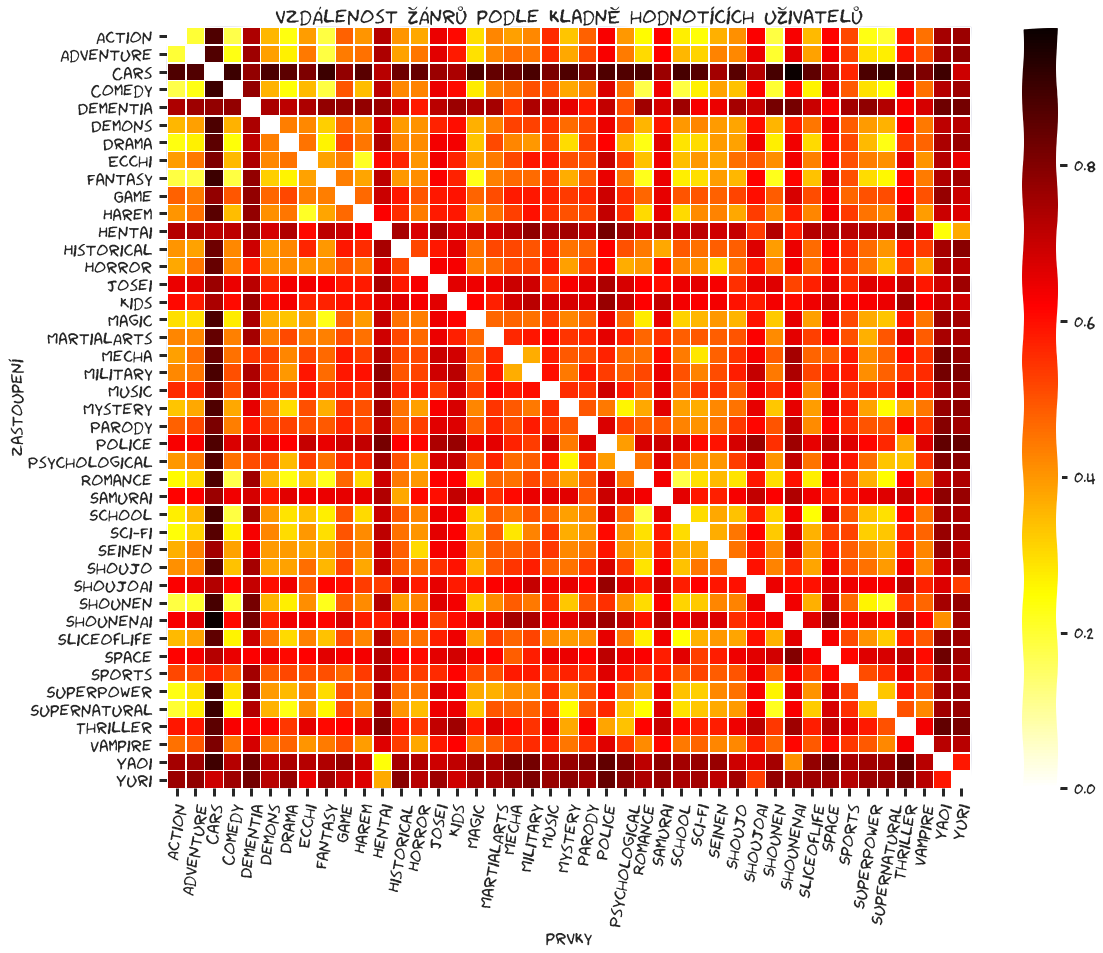 VZDÁLENOST ŽÁNRŮ PODLE KLADNĚ HODNOTÍCÍCH UŽIVATELŮ
ZASTOUPENÍ
ACTION
ADVENTURE
CARS
COMEDY
DEMENTIA
DEMONS
DRAMA
ECCHI
FANTASY
GAME
HAREM
HENTAI
HISTORICAL
HORROR
JOSEI
KIDS
MAGIC
MARTIALARTS
MECHA
MILITARY
MUSIC
MYSTERY
PARODY
POLICE
PSYCHOLOGICAL
ROMANCE
SAMURAI
SCHOOL
SCI-FI
SEINEN
SHOUJO
SHOUJOAI
SHOUNEN
SHOUNENAI
SLICEOFLIFE
SPACE
SPORTS
SUPERPOWER
SUPERNATURAL
THRILLER
VAMPIRE
YAOI
YURI
ACTION
ADVENTURE
CARS
COMEDY
DEMENTIA
DEMONS
DRAMA
ECCHI
FANTASY
GAME
HAREM
HENTAI
HISTORICAL
HORROR
JOSEI
KIDS
MAGIC
MARTIALARTS
MECHA
MILITARY
MUSIC
MYSTERY
PARODY
POLICE
PSYCHOLOGICAL
ROMANCE
SAMURAI
SCHOOL
SCI-FI
SEINEN
SHOUJO
SHOUJOAI
SHOUNEN
SHOUNENAI
SLICEOFLIFE
SPACE
SPORTS
SUPERPOWER
SUPERNATURAL
THRILLER
VAMPIRE
YAOI
YURI
PRVKY
0.8
0.6
0.4
0.2
0.0